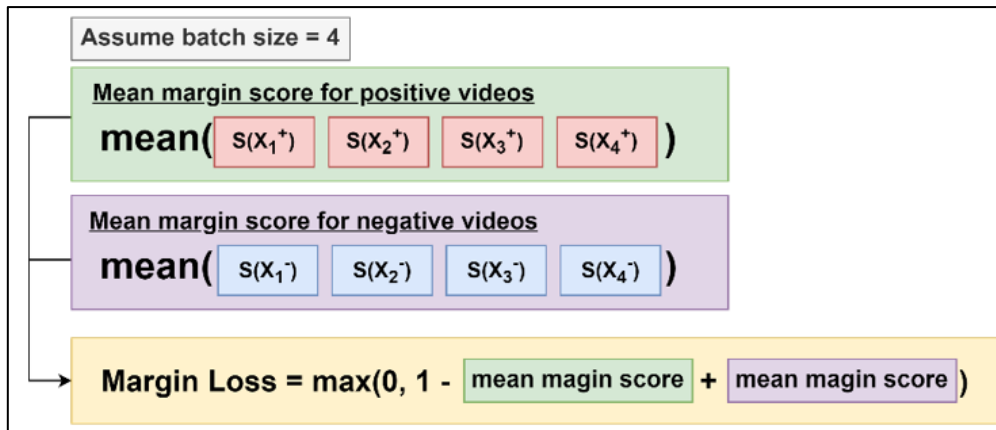 Assume batch size = 4
Mean margin score for positive videos
mean( S(X₁⁺) S(X₂⁺) S(X₃⁺) S(X₄⁺) )
Mean margin score for negative videos
mean( S(X₁⁻) S(X₂⁻) S(X₃⁻) S(X₄⁻) )
Margin Loss = max(0, 1 - mean magin score + mean magin score )